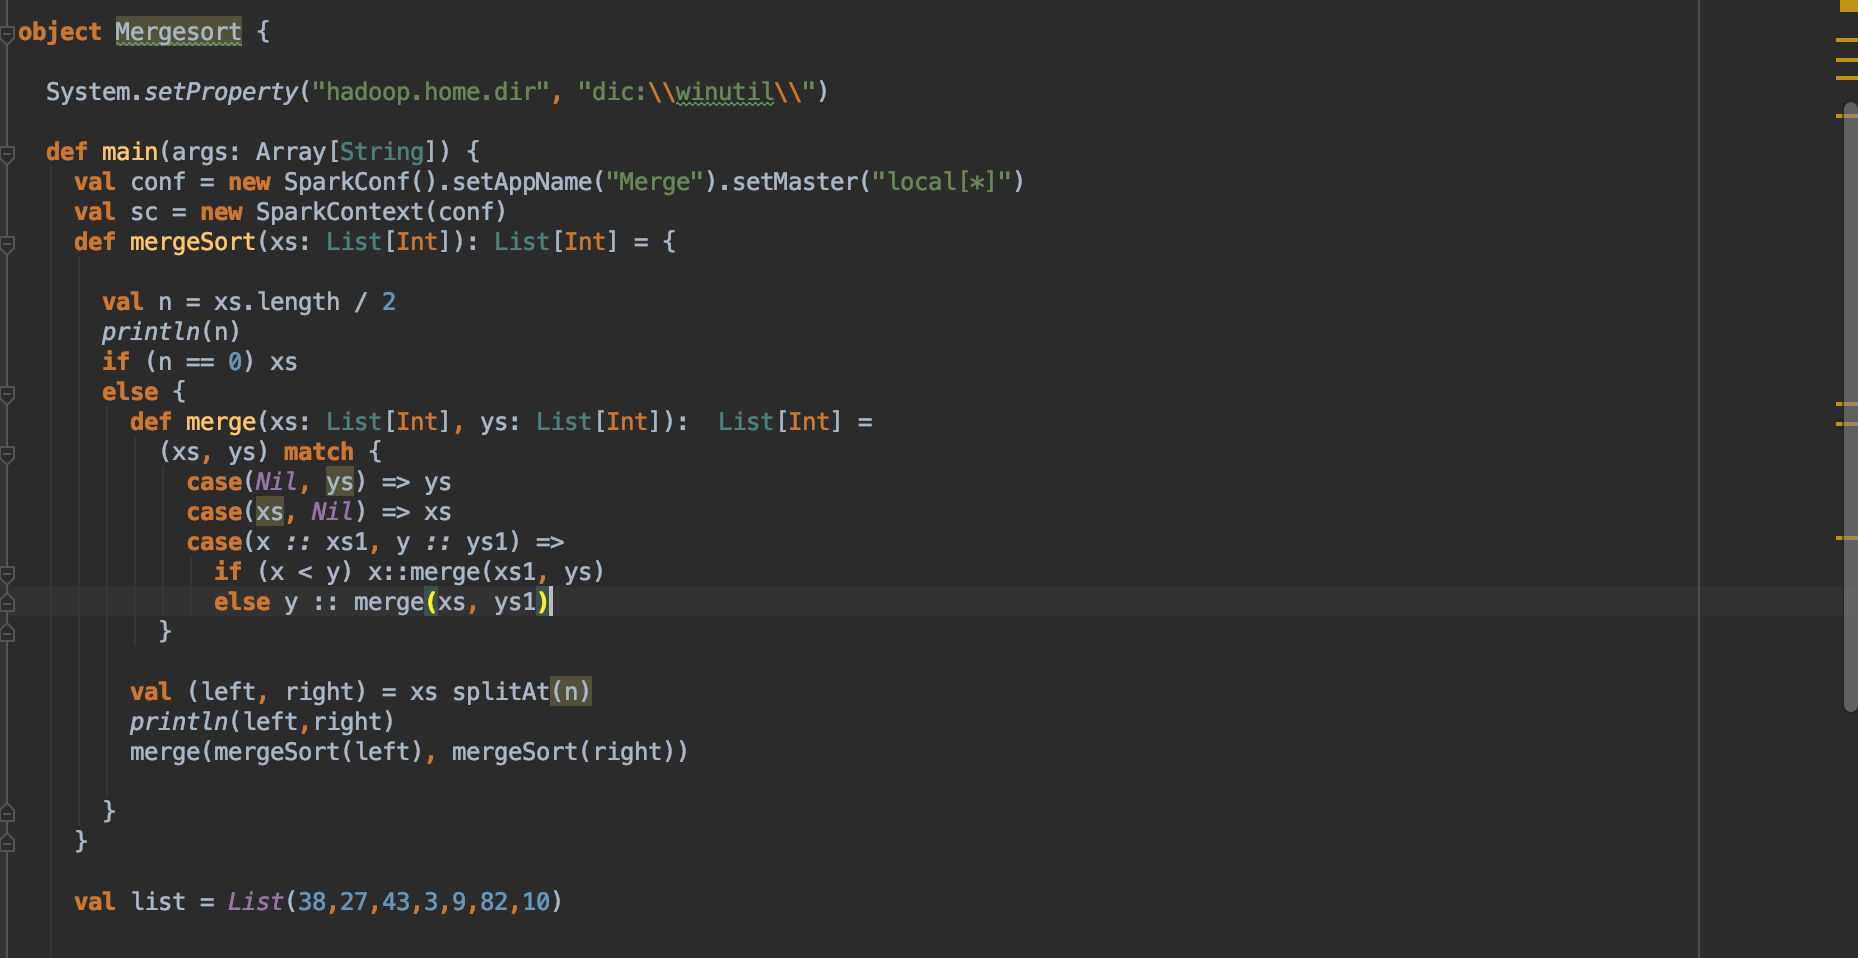 object Mergesort {
System.setProperty("hadoop.home.dir", "dic:\\winutil\\")
def main(args: Array[String]) {
val conf = new SparkConf().setAppName("Merge").setMaster("local[*]")
val sc = new SparkContext(conf)
def mergeSort(xs: List[Int]): List[Int] = {
val n = xs.length / 2
println(n)
if (n == 0) xs
else {
def merge(xs: List[Int], ys: List[Int]):  List[Int] =
(xs, ys) match {
case(Nil, ys) => ys
case(xs, Nil) => xs
case(x :: xs1, y :: ys1) =>
if (x < y) x::merge(xs1, ys)
else y :: merge(xs, ys1)
}
val (left, right) = xs splitAt(n)
println(left,right)
merge(mergeSort(left), mergeSort(right))
}
}
val list = List(38,27,43,3,9,82,10)